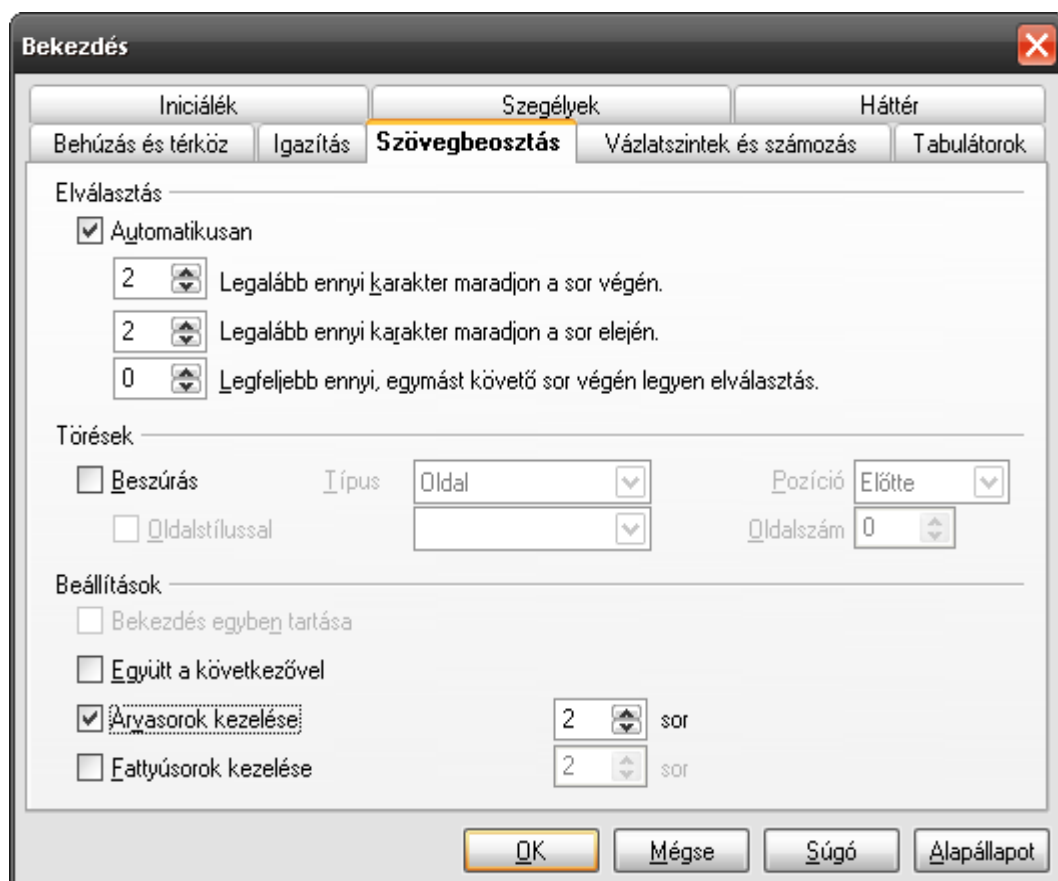 Bekezdés
Iniciálék Szegélyek Háttér
Behúzás és térköz Igazítás Szövegbeosztás Vázlatszintek és számozás Tabulátorok
Elválasztás
Automatikusan
2 Legalább ennyi karakter maradjon a sor végén.
2 Legalább ennyi karakter maradjon a sor elején.
0 Legfeljebb ennyi, egymást követő sor végén legyen elválasztás.
Törések
Beszúrás Típus Oldal Pozíció Előtte
Oldalstílussal Oldalszám 0
Beállítások
Bekezdés egyben tartása
Együtt a következővel
Árvasorok kezelése 2 sor
Fattyúsorok kezelése 2 sor
OK Mégse Súgó Alapállapot